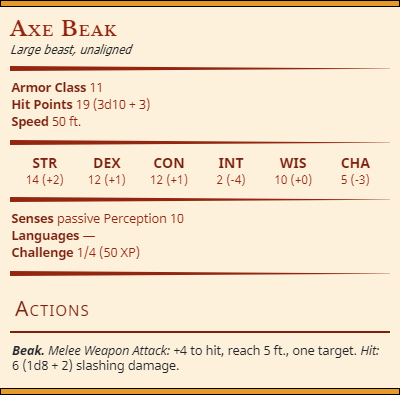 Axe Beak
Large beast, unaligned
Armor Class 11
Hit Points 19 (3d10 + 3)
Speed 50 ft.
STR DEX CON INT WIS CHA
14 (+2) 12 (+1) 12 (+1) 2 (-4) 10 (+0) 5 (-3)
Senses passive Perception 10
Languages —
Challenge 1/4 (50 XP)
Actions
Beak. Melee Weapon Attack: +4 to hit, reach 5 ft., one target. Hit:
6 (1d8 + 2) slashing damage.